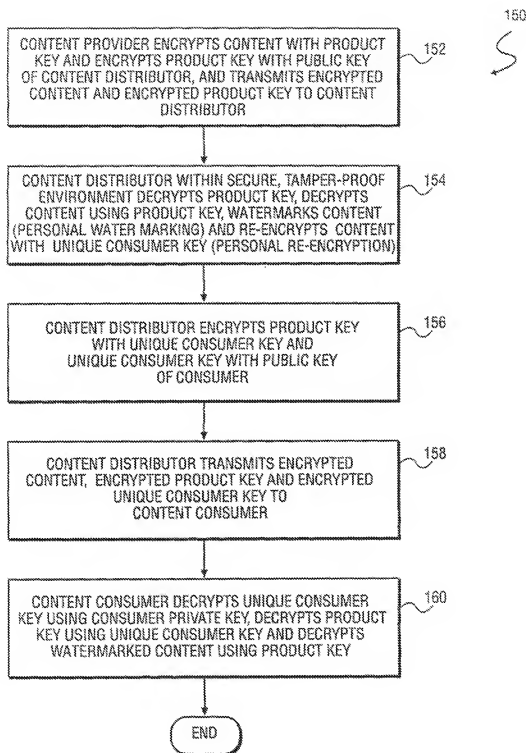 150
CONTENT PROVIDER ENCRYPTS CONTENT WITH PRODUCT
KEY AND ENCRYPTS PRODUCT KEY WITH PUBLIC KEY
OF CONTENT DISTRIBUTOR, AND TRANSMITS ENCRYPTED
CONTENT AND ENCRYPTED PRODUCT KEY TO CONTENT
DISTRIBUTOR
152
CONTENT DISTRIBUTOR WITHIN SECURE, TAMPER-PROOF
ENVIRONMENT DECRYPTS PRODUCT KEY, DECRYPTS
CONTENT USING PRODUCT KEY, WATERMARKS CONTENT
(PERSONAL WATER MARKING) AND RE-ENCRYPTS CONTENT
WITH UNIQUE CONSUMER KEY (PERSONAL RE-ENCRYPTION)
154
CONTENT DISTRIBUTOR ENCRYPTS PRODUCT KEY
WITH UNIQUE CONSUMER KEY AND
UNIQUE CONSUMER KEY WITH PUBLIC KEY
OF CONSUMER
156
CONTENT DISTRIBUTOR TRANSMITS ENCRYPTED
CONTENT, ENCRYPTED PRODUCT KEY AND ENCRYPTED
UNIQUE CONSUMER KEY TO
CONTENT CONSUMER
158
CONTENT CONSUMER DECRYPTS UNIQUE CONSUMER
KEY USING CONSUMER PRIVATE KEY, DECRYPTS PRODUCT
KEY USING UNIQUE CONSUMER KEY AND DECRYPTS
WATERMARKED CONTENT USING PRODUCT KEY
160
END